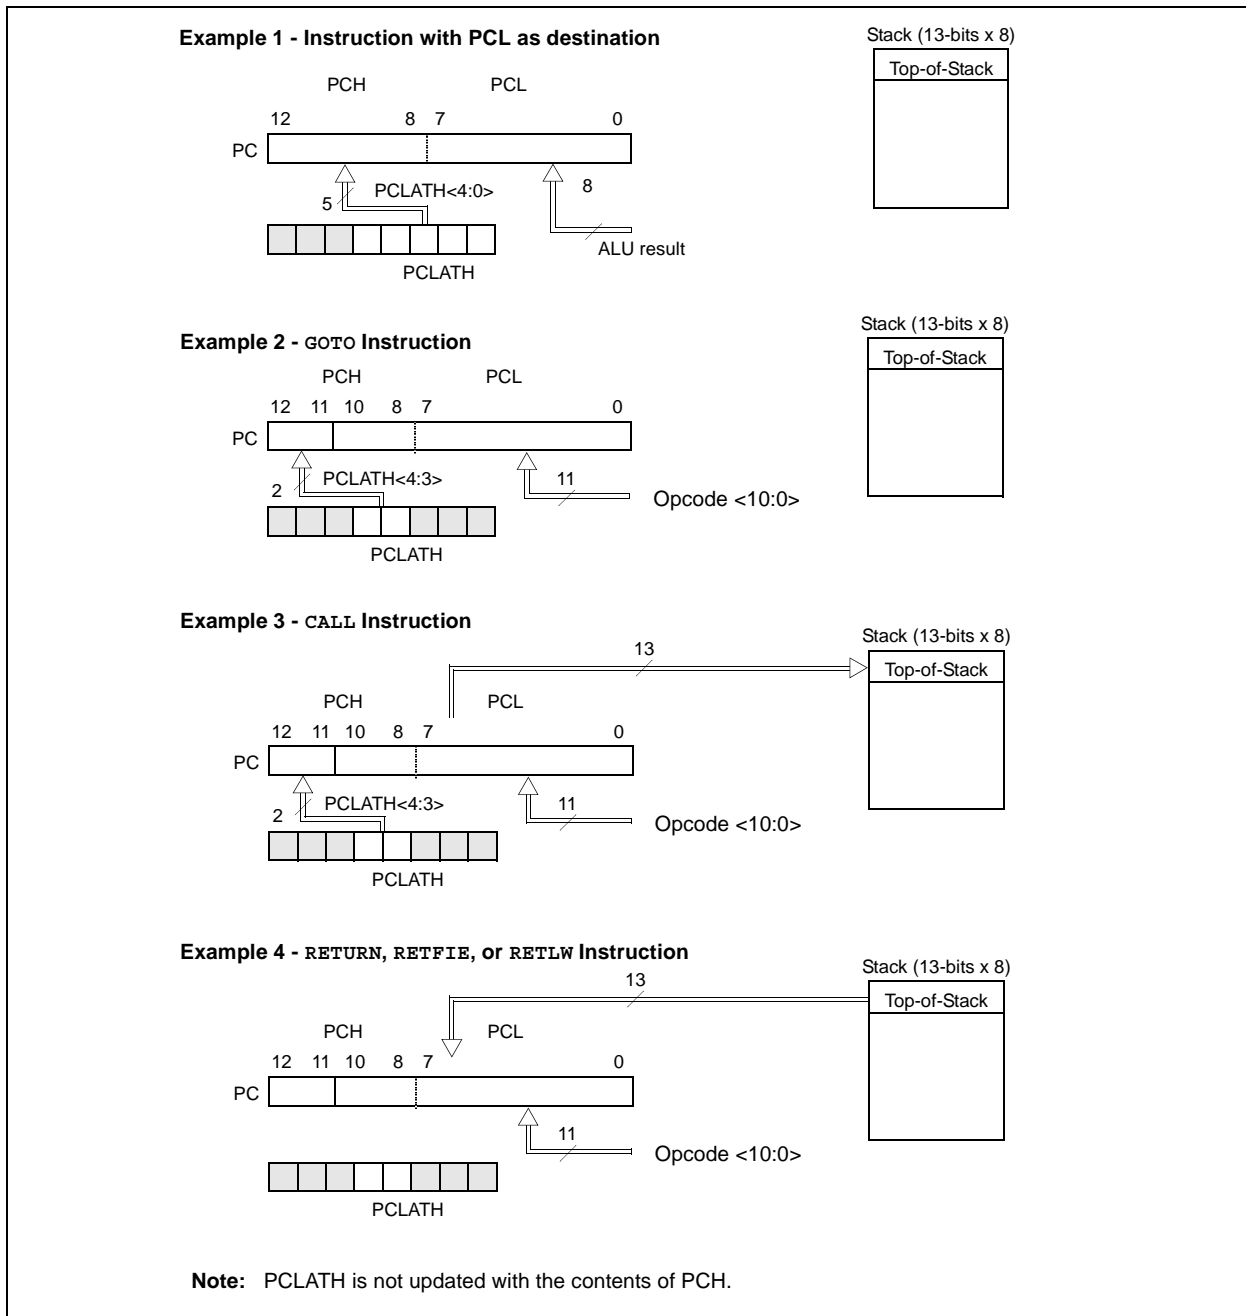 Example 1 - Instruction with PCL as destination
Stack (13-bits x 8)
Top-of-Stack
PCH PCL
12 8 7 0
PC
5 PCLATH<4:0> 8
ALU result
PCLATH
Example 2 - GOTO Instruction
Stack (13-bits x 8)
Top-of-Stack
PCH PCL
12 11 10 8 7 0
PC
2 PCLATH<4:3> 11
Opcode <10:0>
PCLATH
Example 3 - CALL Instruction
Stack (13-bits x 8)
13
Top-of-Stack
PCH PCL
12 11 10 8 7 0
PC
2 PCLATH<4:3> 11
Opcode <10:0>
PCLATH
Example 4 - RETURN, RETFIE, or RETLW Instruction
Stack (13-bits x 8)
13
Top-of-Stack
PCH PCL
12 11 10 8 7 0
PC
11
Opcode <10:0>
PCLATH
Note: PCLATH is not updated with the contents of PCH.